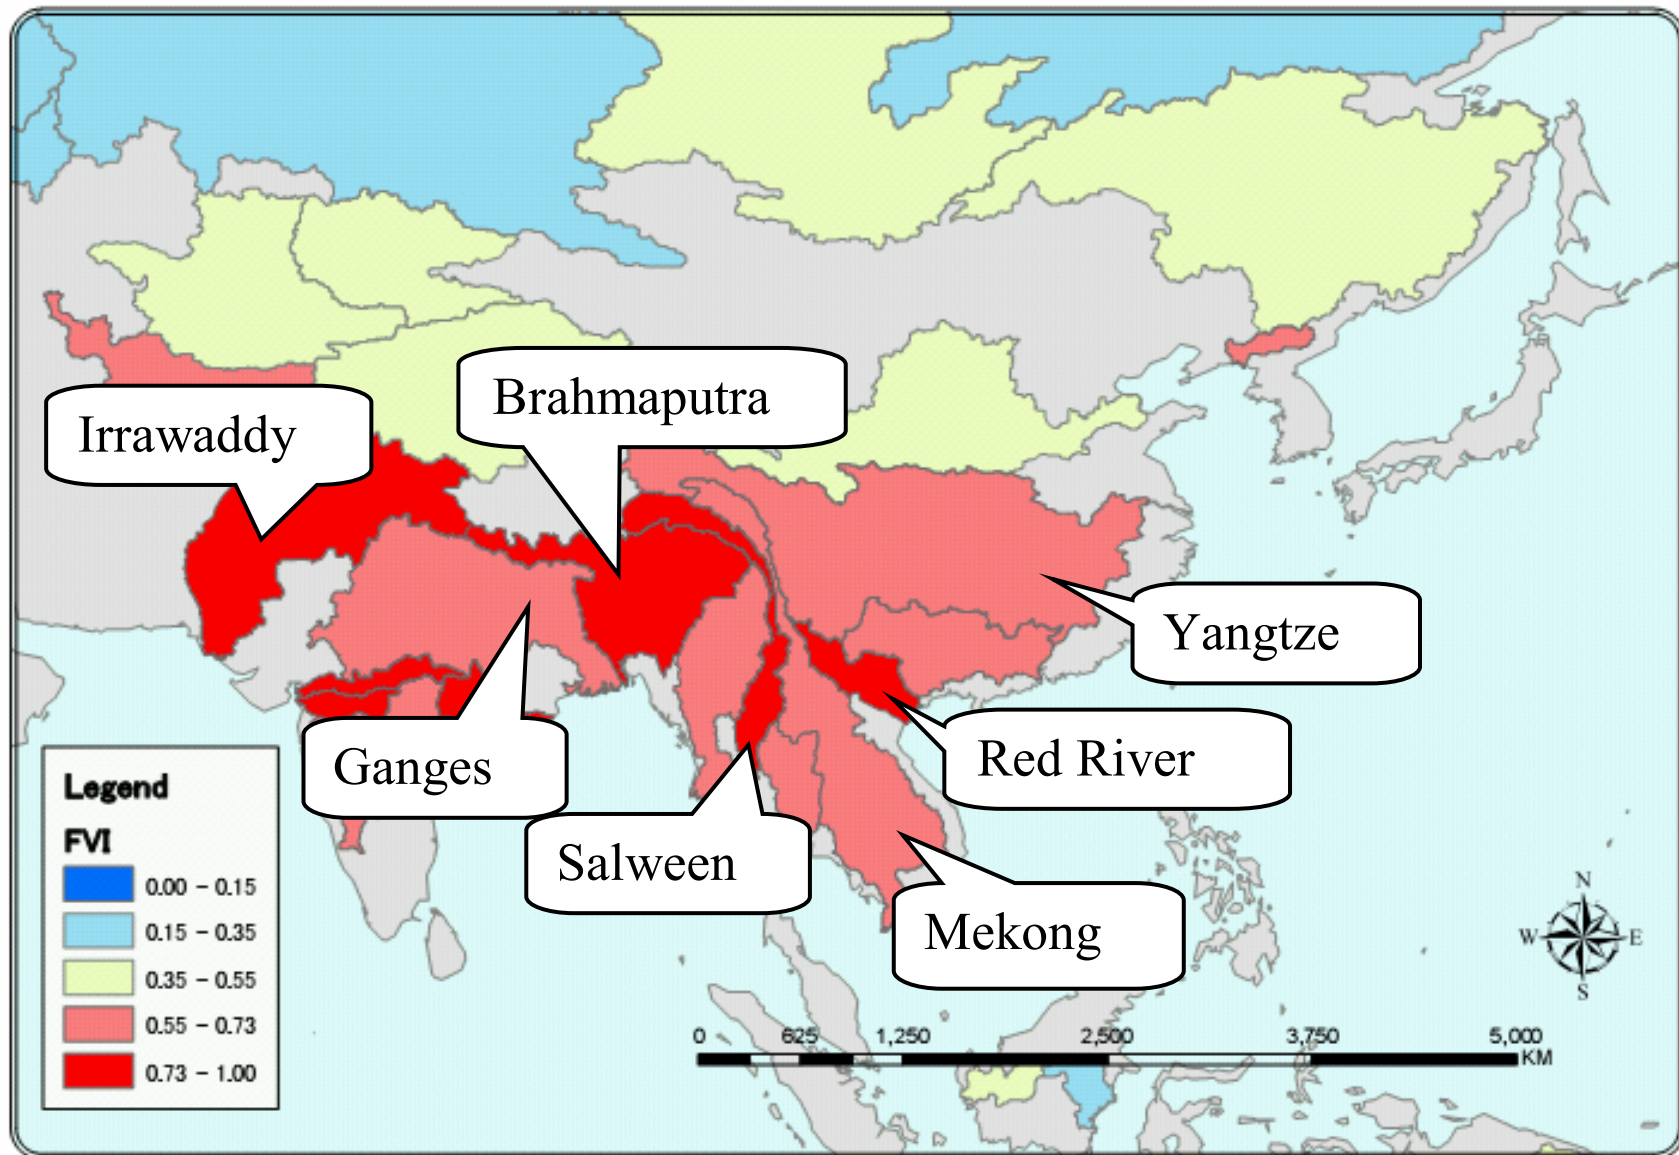 Brahmaputra
Irrawaddy
Yangtze
Red River
Ganges
Salween
Mekong
Legend
FVI
0.00 - 0.15
0.15 - 0.35
0.35 - 0.55
0.55 - 0.73
0.73 - 1.00
N
W E
S
0 625 1,250 2,500 3,750 5,000
KM